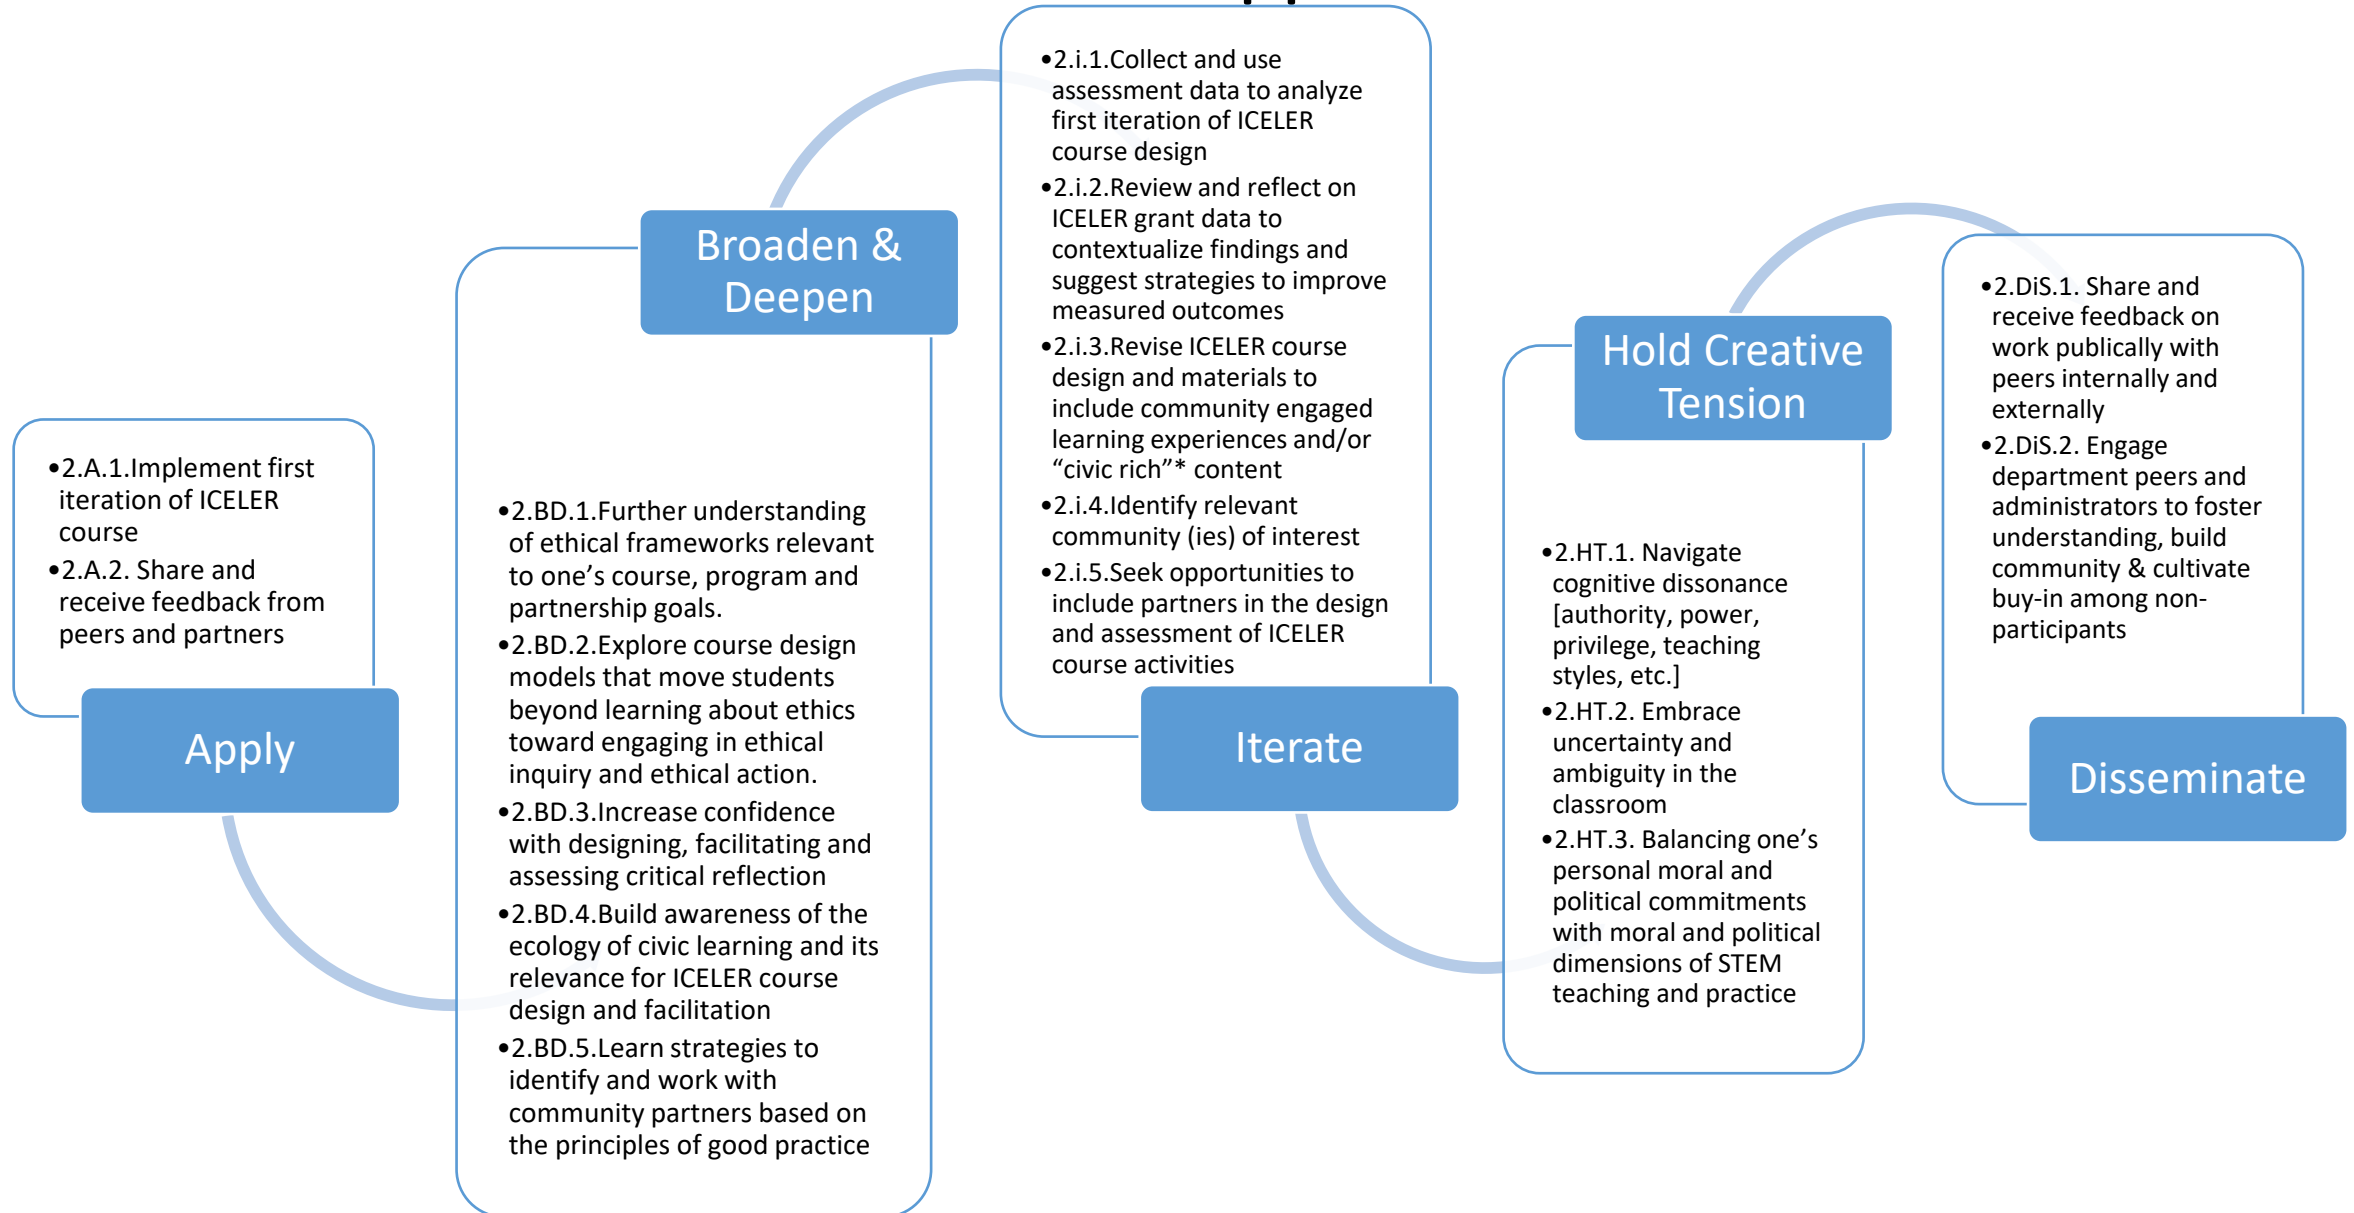 •2.A.1.Implement first
iteration of ICELER
course
•2.A.2. Share and
receive feedback from
peers and partners
Apply
Broaden &
Deepen
•2.BD.1.Further understanding
of ethical frameworks relevant
to one’s course, program and
partnership goals.
•2.BD.2.Explore course design
models that move students
beyond learning about ethics
toward engaging in ethical
inquiry and ethical action.
•2.BD.3.Increase confidence
with designing, facilitating and
assessing critical reflection
•2.BD.4.Build awareness of the
ecology of civic learning and its
relevance for ICELER course
design and facilitation
•2.BD.5.Learn strategies to
identify and work with
community partners based on
the principles of good practice
•2.i.1.Collect and use
assessment data to analyze
first iteration of ICELER
course design
•2.i.2.Review and reflect on
ICELER grant data to
contextualize findings and
suggest strategies to improve
measured outcomes
•2.i.3.Revise ICELER course
design and materials to
include community engaged
learning experiences and/or
“civic rich”* content
•2.i.4.Identify relevant
community (ies) of interest
•2.i.5.Seek opportunities to
include partners in the design
and assessment of ICELER
course activities
Iterate
Hold Creative
Tension
•2.HT.1. Navigate
cognitive dissonance
[authority, power,
privilege, teaching
styles, etc.]
•2.HT.2. Embrace
uncertainty and
ambiguity in the
classroom
•2.HT.3. Balancing one’s
personal moral and
political commitments
with moral and political
dimensions of STEM
teaching and practice
•2.DiS.1. Share and
receive feedback on
work publically with
peers internally and
externally
•2.DiS.2. Engage
department peers and
administrators to foster
understanding, build
community & cultivate
buy-in among non-
participants
Disseminate